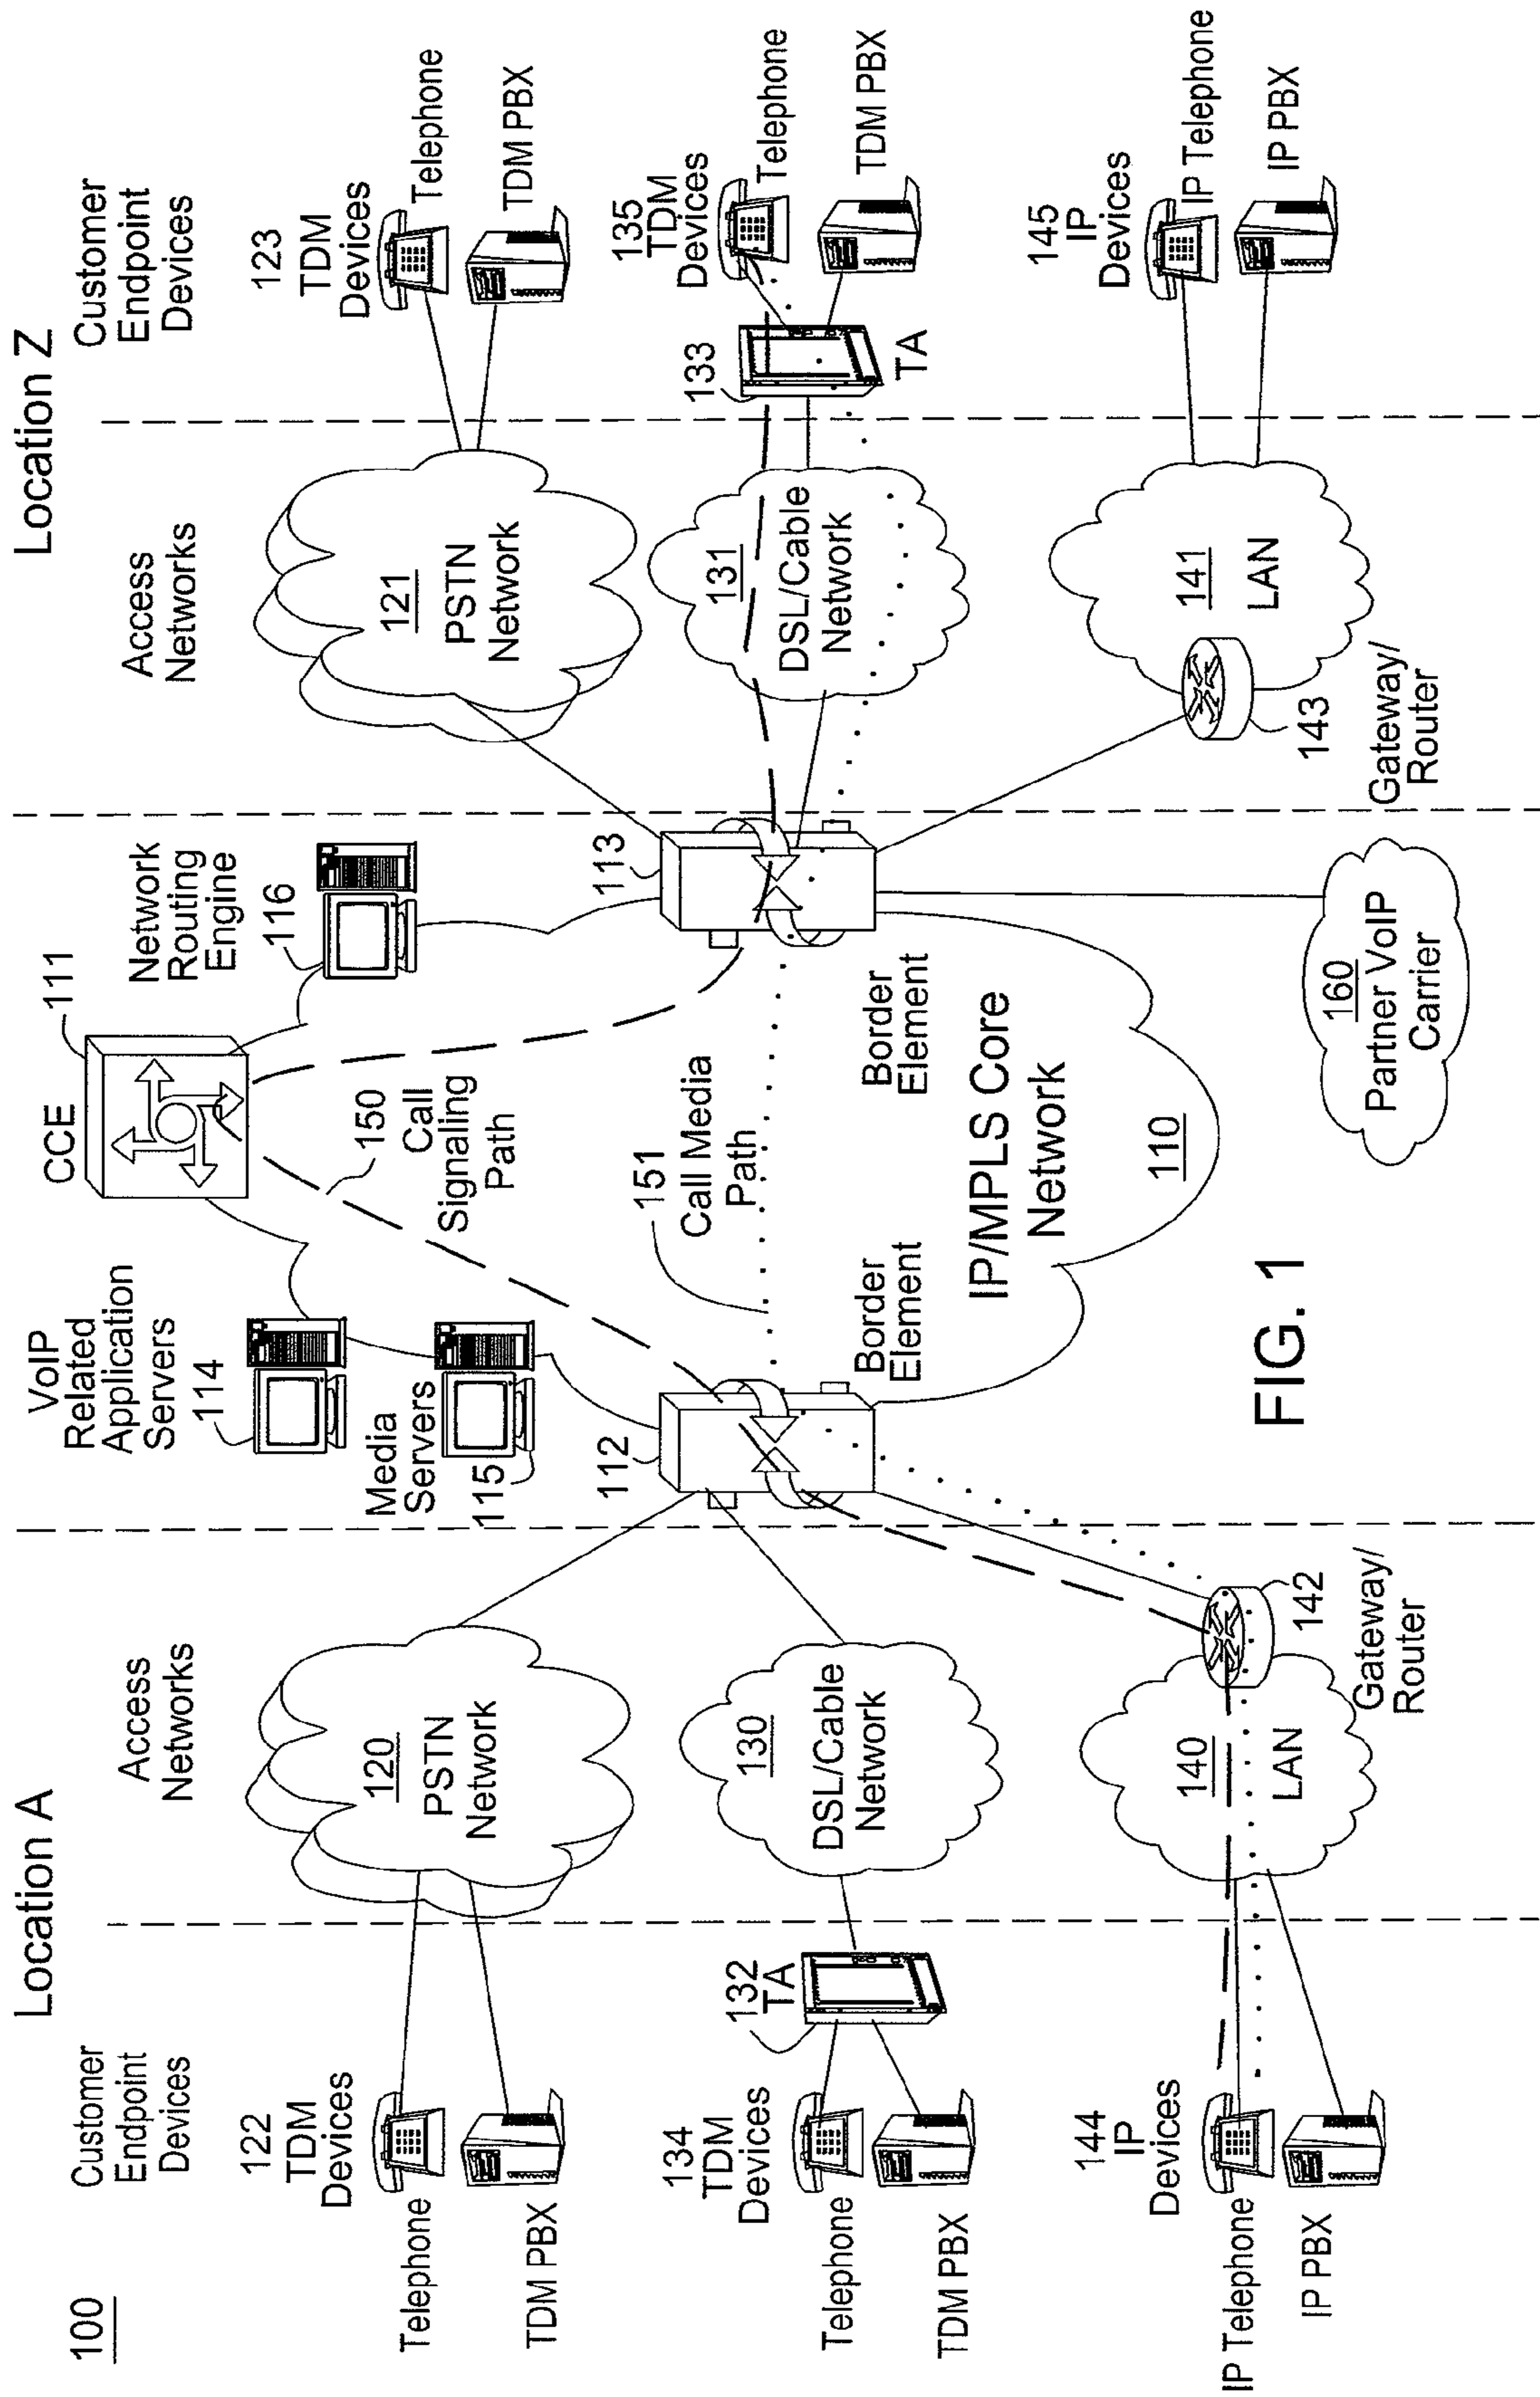 100
Location A
Location Z
Customer
Endpoint
Devices
Access
Networks
VoIP
Related
Application
Servers
114
CCE
111
Network
Routing
Engine
116
Access
Networks
Customer
Endpoint
Devices
122
TDM
Devices
Telephone
TDM PBX
120
PSTN
Network
Media
Servers
115
150
Call
Signaling
Path
121
PSTN
Network
123
TDM
Devices
Telephone
TDM PBX
134
TDM
Devices
Telephone
TDM PBX
132
TA
130
DSL/Cable
Network
112
Border
Element
151
Call Media
Path
113
Border
Element
131
DSL/Cable
Network
133
TA
135
TDM
Devices
Telephone
TDM PBX
IP/MPLS Core
Network
110
144
IP
Devices
IP Telephone
IP PBX
140
LAN
142
Gateway/
Router
160
Partner VoIP
Carrier
143
Gateway/
Router
141
LAN
145
IP
Devices
IP Telephone
IP PBX
FIG. 1